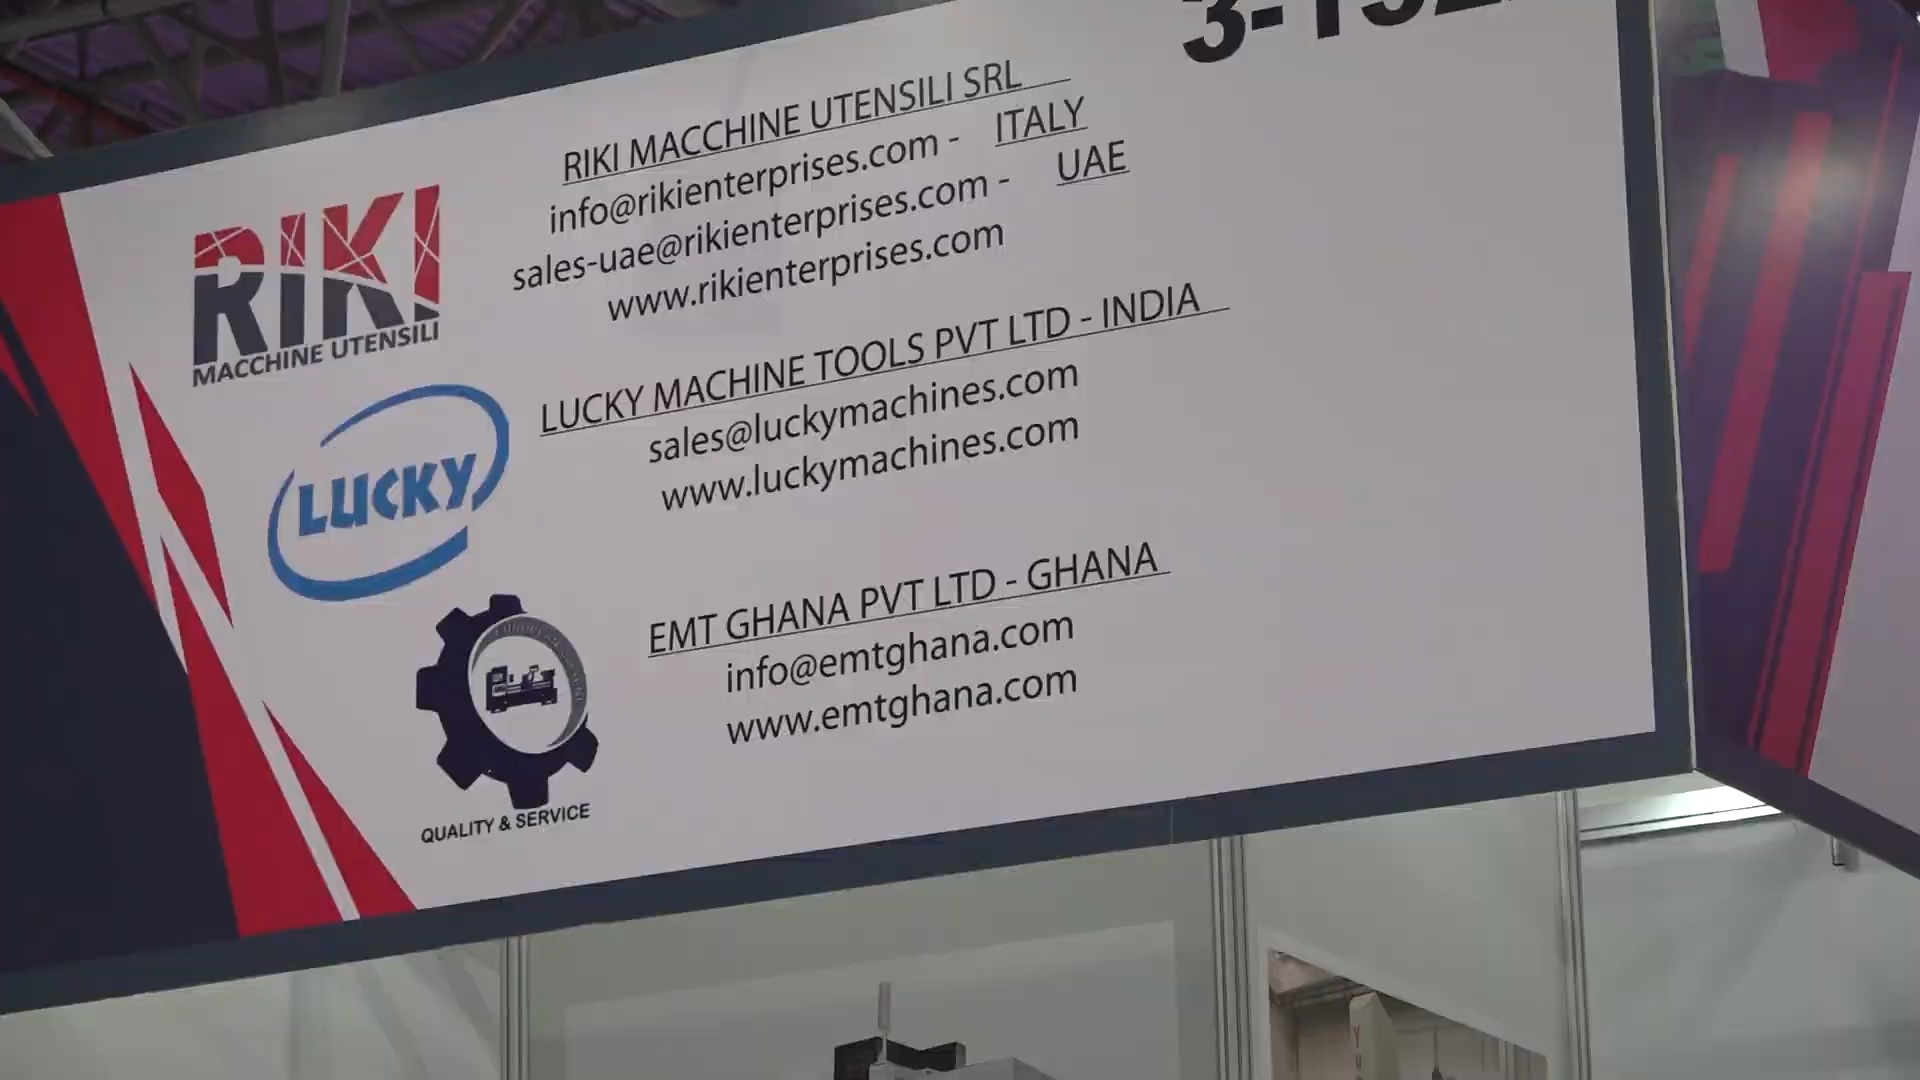 RIKI MACCHINE UTENSILI SRL
info@rikienterprises.com - ITALY
sales-uae@rikienterprises.com - UAE
www.rikienterprises.com
RIKI
MACCHINE UTENSILI
LUCKY MACHINE TOOLS PVT LTD - INDIA
sales@luckymachines.com
www.luckymachines.com
LUCKY
EMT GHANA PVT LTD - GHANA
info@emtghana.com
www.emtghana.com
QUALITY & SERVICE